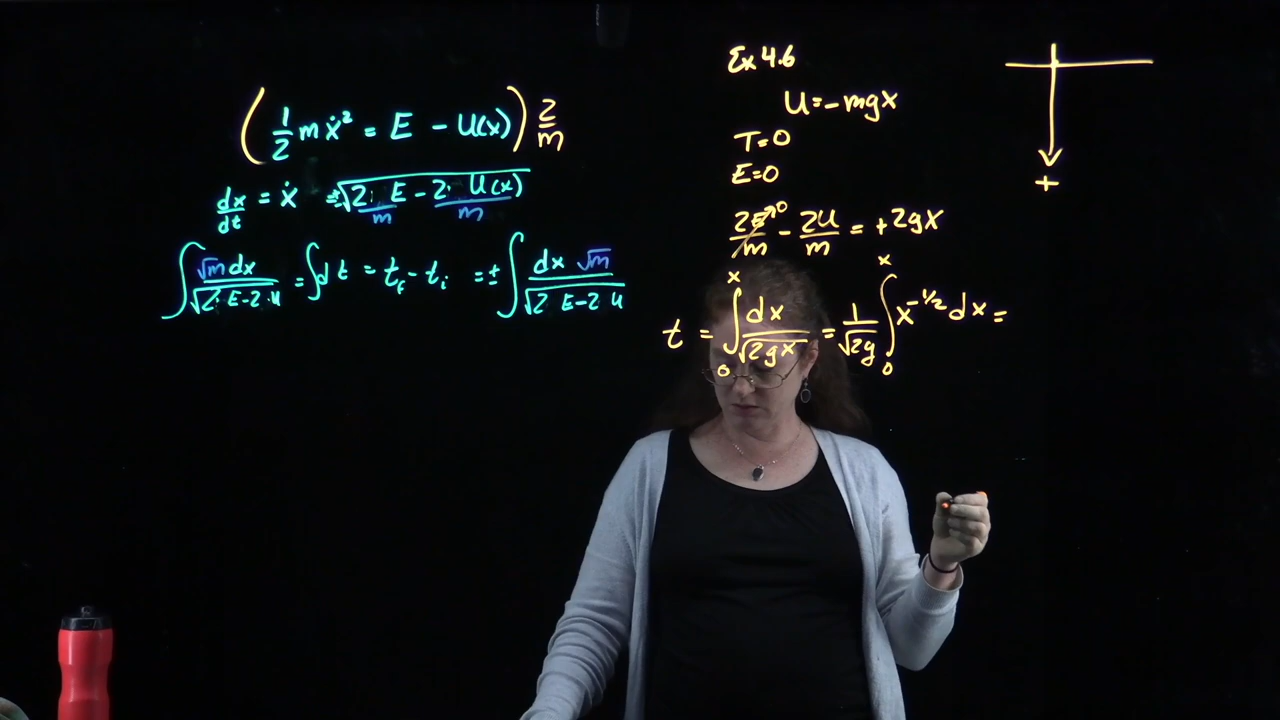 (1/2 mẋ² = E - U(x)) 2/m
dx/dt = ẋ = ±√(2/m E - 2/m U(x))
∫ √m dx / √(2 E - 2 U) = ∫dt = t_f - t_i = ± ∫ dx √m / √(2 E - 2 U)
Ex 4.6
U = -mgx
T=0
E=0
2E/m →0 - 2U/m = +2gx
t = ∫₀ˣ dx/√(2gx) = 1/√(2g) ∫₀ˣ x^(-1/2) dx =
+